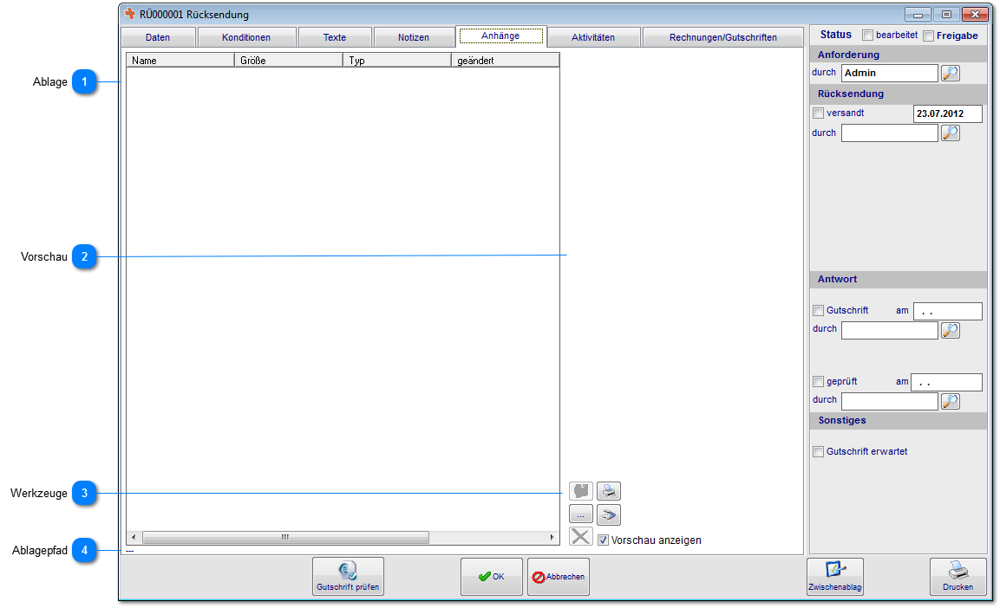 RÜ000001 Rücksendung
Daten Konditionen Texte Notizen Anhänge Aktivitäten Rechnungen/Gutschriften
Name Größe Typ geändert
Ablage 1
Vorschau 2
Werkzeuge 3
Ablagepfad 4
---
...
Vorschau anzeigen
Status bearbeitet Freigabe
Anforderung
durch Admin
Rücksendung
versandt 23.07.2012
durch
Antwort
Gutschrift am . .
durch
geprüft am . .
durch
Sonstiges
Gutschrift erwartet
Gutschrift prüfen
OK
Abbrechen
Zwischenablag
Drucken